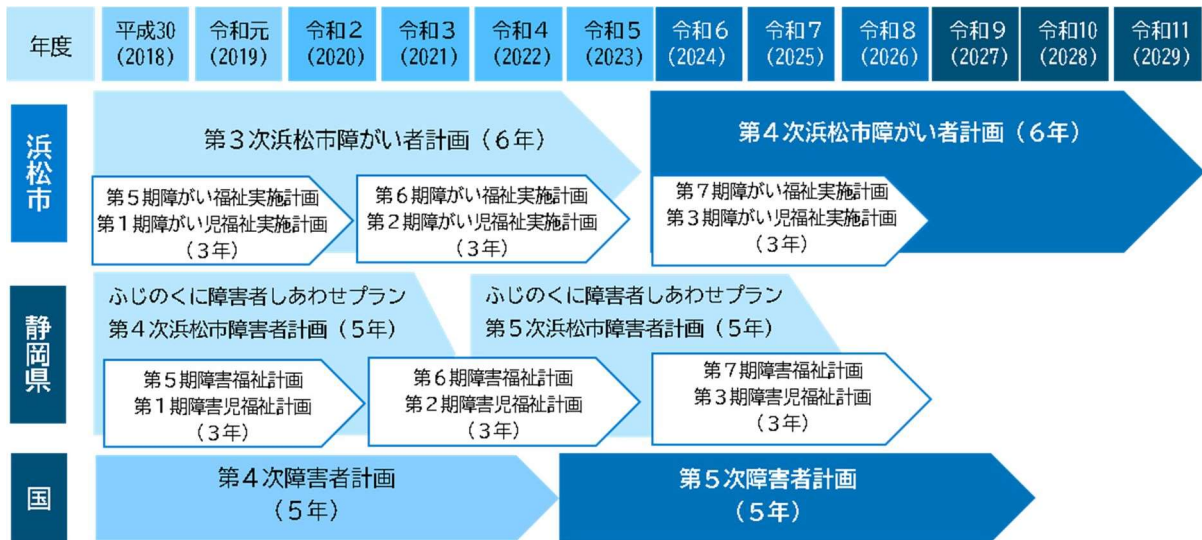 年度
平成30
(2018)
令和元
(2019)
令和２
(2020)
令和３
(2021)
令和４
(2022)
令和５
(2023)
令和６
(2024)
令和７
(2025)
令和８
(2026)
令和９
(2027)
令和10
(2028)
令和11
(2029)
浜松市
第３次浜松市障がい者計画（６年）
第４次浜松市障がい者計画（６年）
第５期障がい福祉実施計画
第１期障がい児福祉実施計画
（３年）
第６期障がい福祉実施計画
第２期障がい児福祉実施計画
（３年）
第７期障がい福祉実施計画
第３期障がい児福祉実施計画
（３年）
静岡県
ふじのくに障害者しあわせプラン
第４次浜松市障害者計画（５年）
ふじのくに障害者しあわせプラン
第５次浜松市障害者計画（５年）
第５期障害福祉計画
第１期障害児福祉計画
（３年）
第６期障害福祉計画
第２期障害児福祉計画
（３年）
第７期障害福祉計画
第３期障害児福祉計画
（３年）
国
第４次障害者計画
（５年）
第５次障害者計画
（５年）